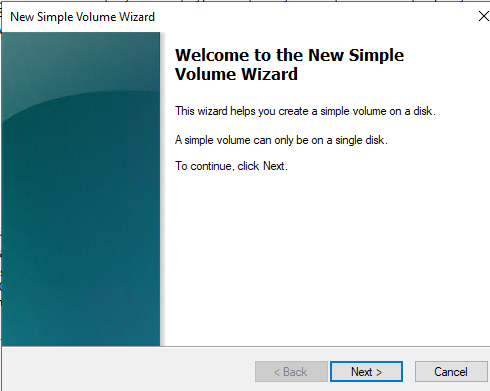 New Simple Volume Wizard
Welcome to the New Simple
Volume Wizard
This wizard helps you create a simple volume on a disk.
A simple volume can only be on a single disk.
To continue, click Next.
< Back
Next >
Cancel